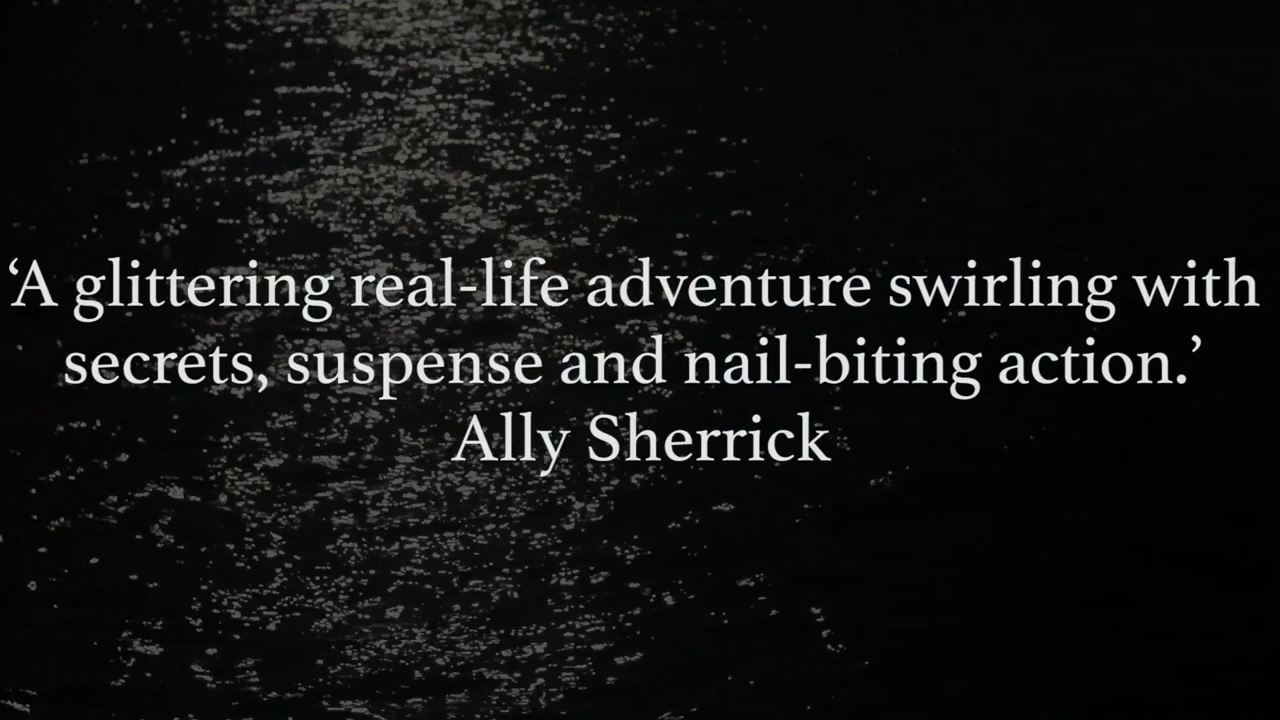 ‘A glittering real-life adventure swirling with
secrets, suspense and nail-biting action.’
Ally Sherrick